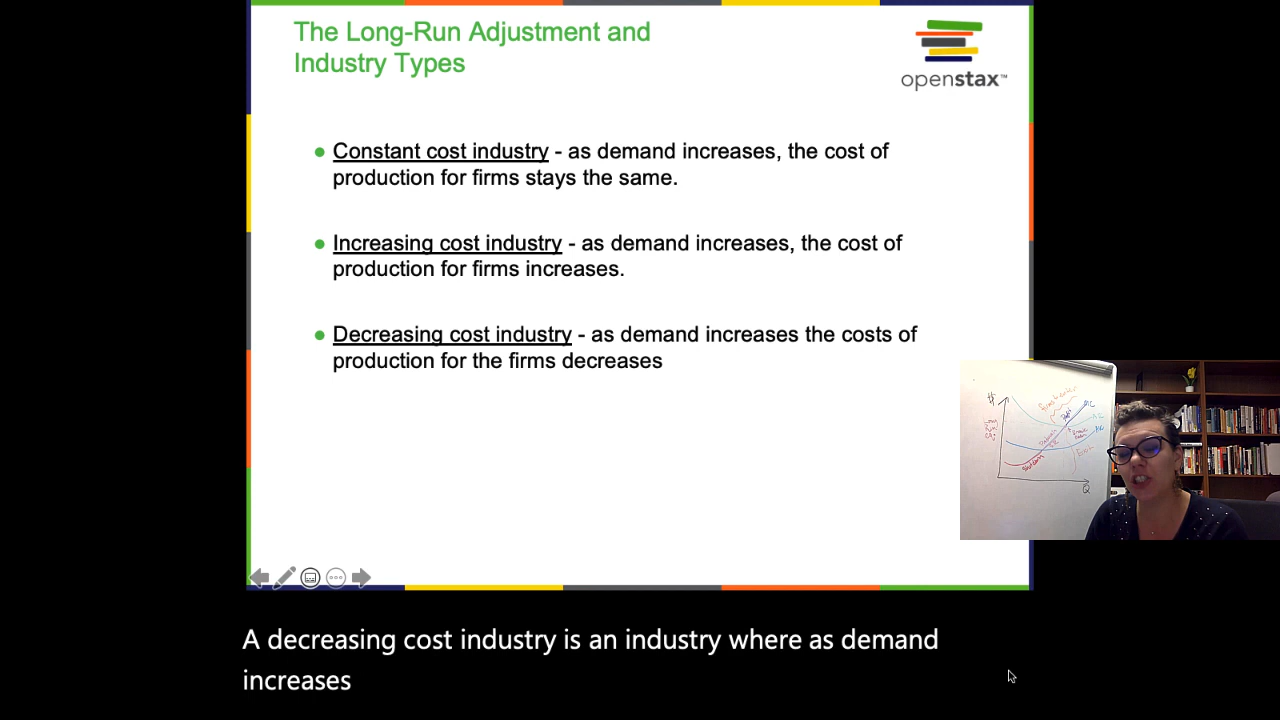 The Long-Run Adjustment and
Industry Types
openstax™
Constant cost industry - as demand increases, the cost of
production for firms stays the same.
Increasing cost industry - as demand increases, the cost of
production for firms increases.
Decreasing cost industry - as demand increases the costs of
production for the firms decreases
MC
Q
A decreasing cost industry is an industry where as demand
increases